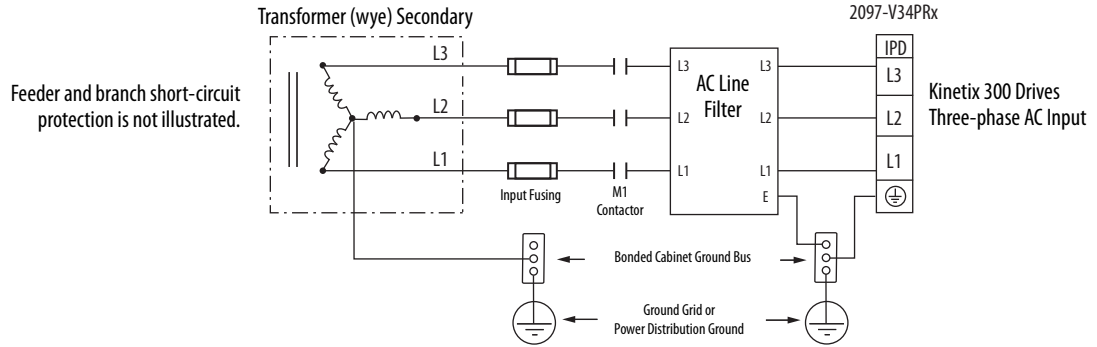 Transformer (wye) Secondary
2097-V34PRx
IPD
L3
L3
L3
L3
AC Line
Filter
Feeder and branch short-circuit
protection is not illustrated.
Kinetix 300 Drives
Three-phase AC Input
L2
L2
L2
L2
L1
L1
L1
L1
Input Fusing
M1
Contactor
E
Bonded Cabinet Ground Bus
Ground Grid or
Power Distribution Ground